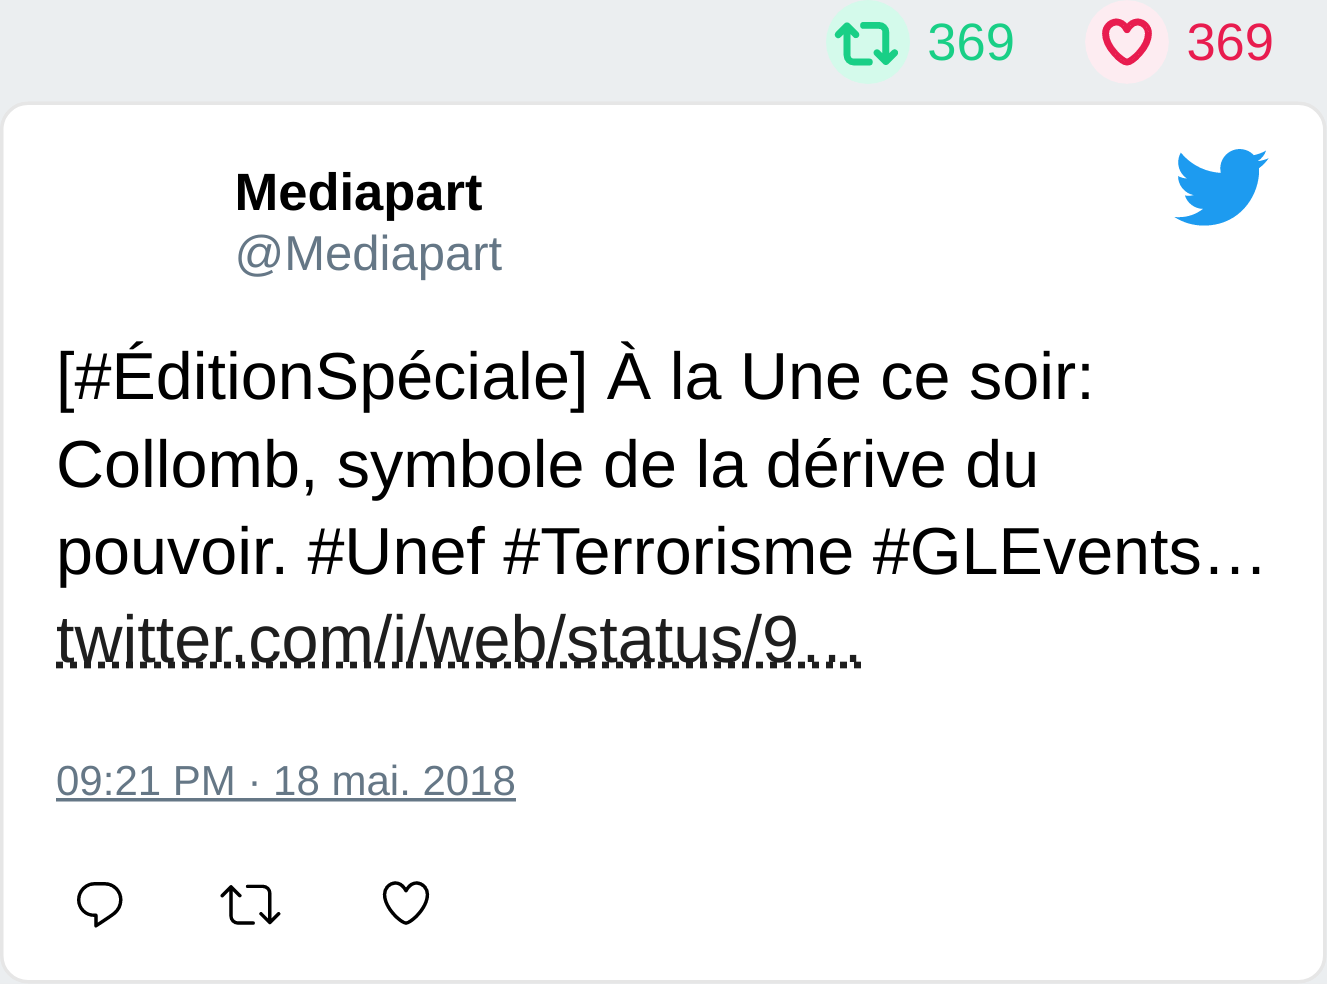 369 369
Mediapart
@Mediapart
[#ÉditionSpéciale] À la Une ce soir:
Collomb, symbole de la dérive du
pouvoir. #Unef #Terrorisme #GLEvents…
twitter.com/i/web/status/9…
09:21 PM · 18 mai. 2018